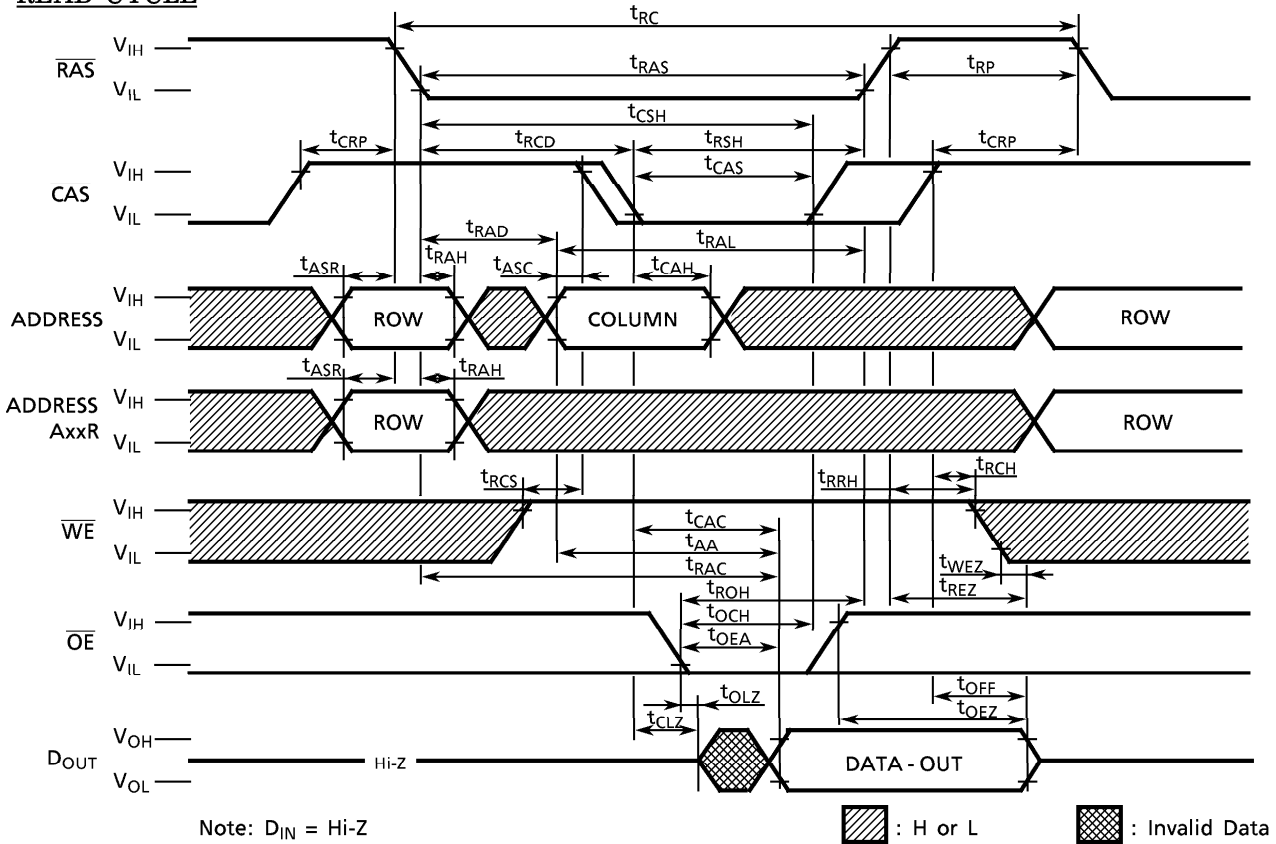 READ CYCLE
tRC
VIH
RAS
VIL
tRAS
tRP
tCSH
tCRP
tRCD
tRSH
tCRP
VIH
CAS
VIL
tCAS
tRAD
tRAL
tASR
tRAH
tASC
tCAH
VIH
ADDRESS
VIL
ROW
COLUMN
ROW
tASR
tRAH
VIH
ADDRESS
AxxR
VIL
ROW
ROW
tRCS
tRRH
tRCH
VIH
WE
VIL
tCAC
tAA
tRAC
tWEZ
tREZ
tROH
VIH
OE
VIL
tOCH
tOEA
tOLZ
tOFF
tCLZ
tOEZ
VOH
DOUT
VOL
Hi-Z
DATA - OUT
Note: DIN = Hi-Z
: H or L
: Invalid Data